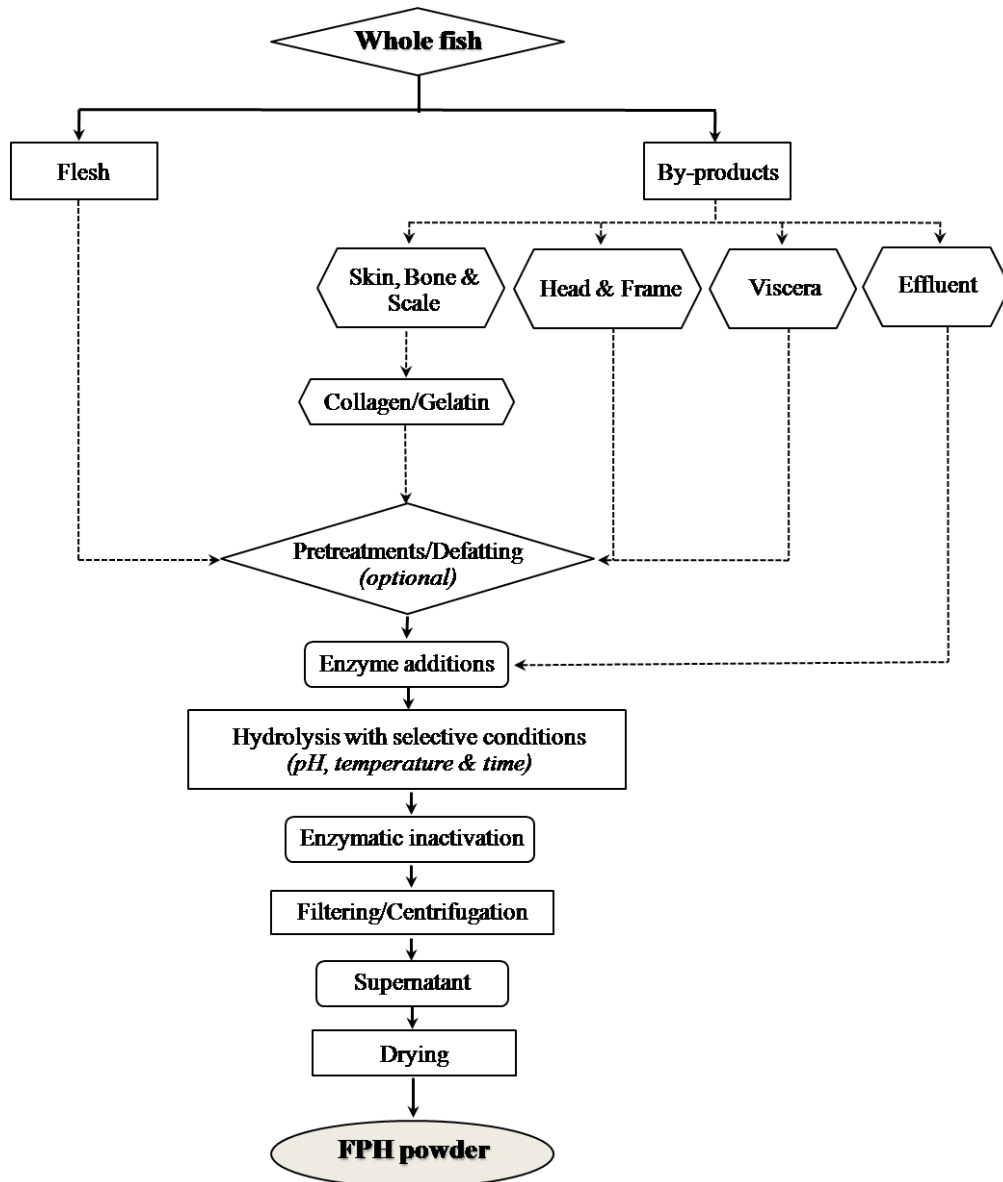 Whole fish
Flesh
By-products
Skin, Bone &
Scale
Head & Frame
Viscera
Effluent
Collagen/Gelatin
Pretreatments/Defatting
(optional)
Enzyme additions
Hydrolysis with selective conditions
(pH, temperature & time)
Enzymatic inactivation
Filtering/Centrifugation
Supernatant
Drying
FPH powder